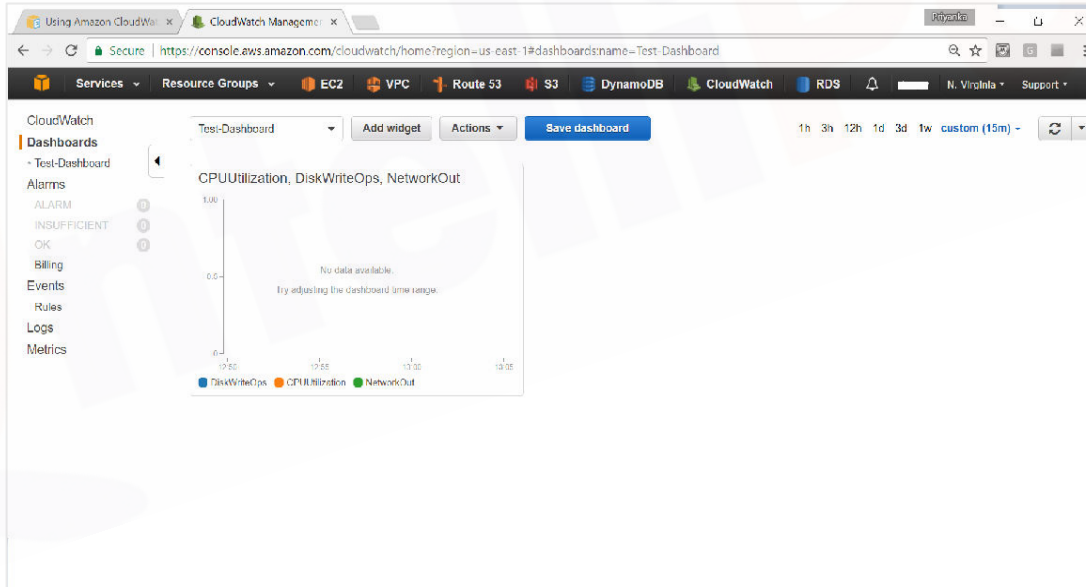 Using Amazon CloudWa
CloudWatch Managemen
Priyanka
Secure | https://console.aws.amazon.com/cloudwatch/home?region=us-east-1#dashboards:name=Test-Dashboard
Services Resource Groups EC2 VPC Route 53 S3 DynamoDB CloudWatch RDS N. Virginia Support
CloudWatch
Dashboards
Test-Dashboard
Alarms
ALARM 0
INSUFFICIENT 0
OK 0
Billing
Events
Rules
Logs
Metrics
Test-Dashboard Add widget Actions Save dashboard 1h 3h 12h 1d 3d 1w custom (15m)
CPUUtilization, DiskWriteOps, NetworkOut
1.00
0.5
0
No data available.
Try adjusting the dashboard time range.
12:50 12:55 13:00 13:05
DiskWriteOps CPUUtilization NetworkOut